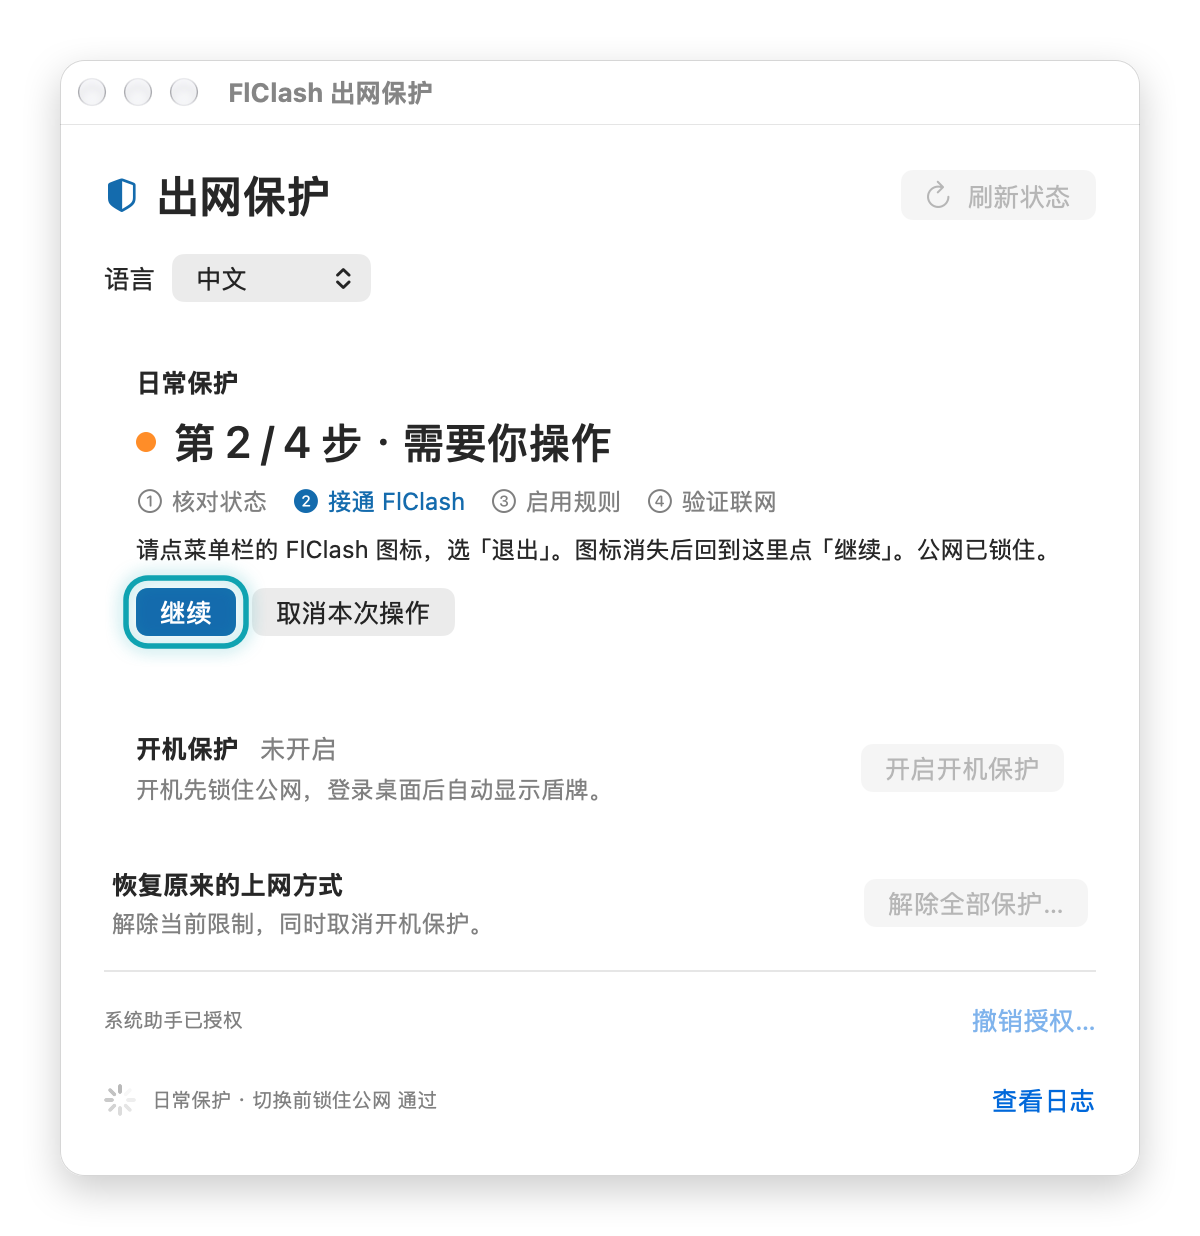 FlClash 出网保护
出网保护
刷新状态
语言 中文
日常保护
第 2 / 4 步 · 需要你操作
1 核对状态 2 接通 FlClash 3 启用规则 4 验证联网
请点菜单栏的 FlClash 图标，选「退出」。图标消失后回到这里点「继续」。公网已锁住。
继续 取消本次操作
开机保护 未开启
开机先锁住公网，登录桌面后自动显示盾牌。
开启开机保护
恢复原来的上网方式
解除当前限制，同时取消开机保护。
解除全部保护...
系统助手已授权 撤销授权...
日常保护 · 切换前锁住公网 通过 查看日志